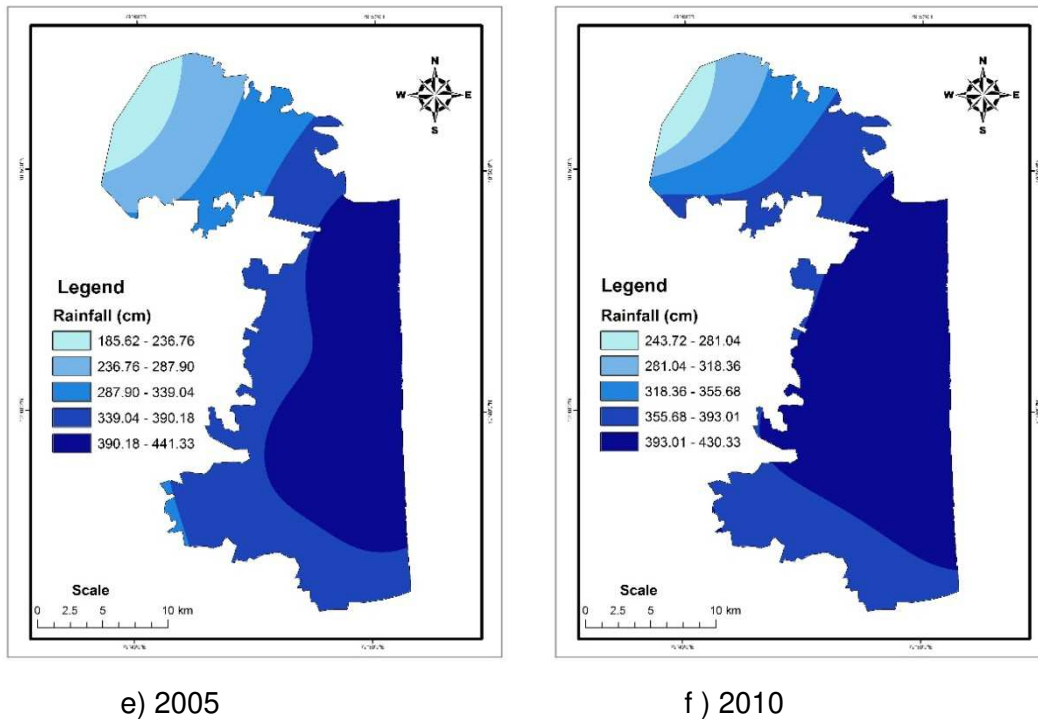 N
W E
S
Legend
Rainfall (cm)
185.62 - 236.76
236.76 - 287.90
287.90 - 339.04
339.04 - 390.18
390.18 - 441.33
Scale
0 2.5 5 10 km
e) 2005
N
W E
S
Legend
Rainfall (cm)
243.72 - 281.04
281.04 - 318.36
318.36 - 355.68
355.68 - 393.01
393.01 - 430.33
Scale
0 2.5 5 10 km
f ) 2010